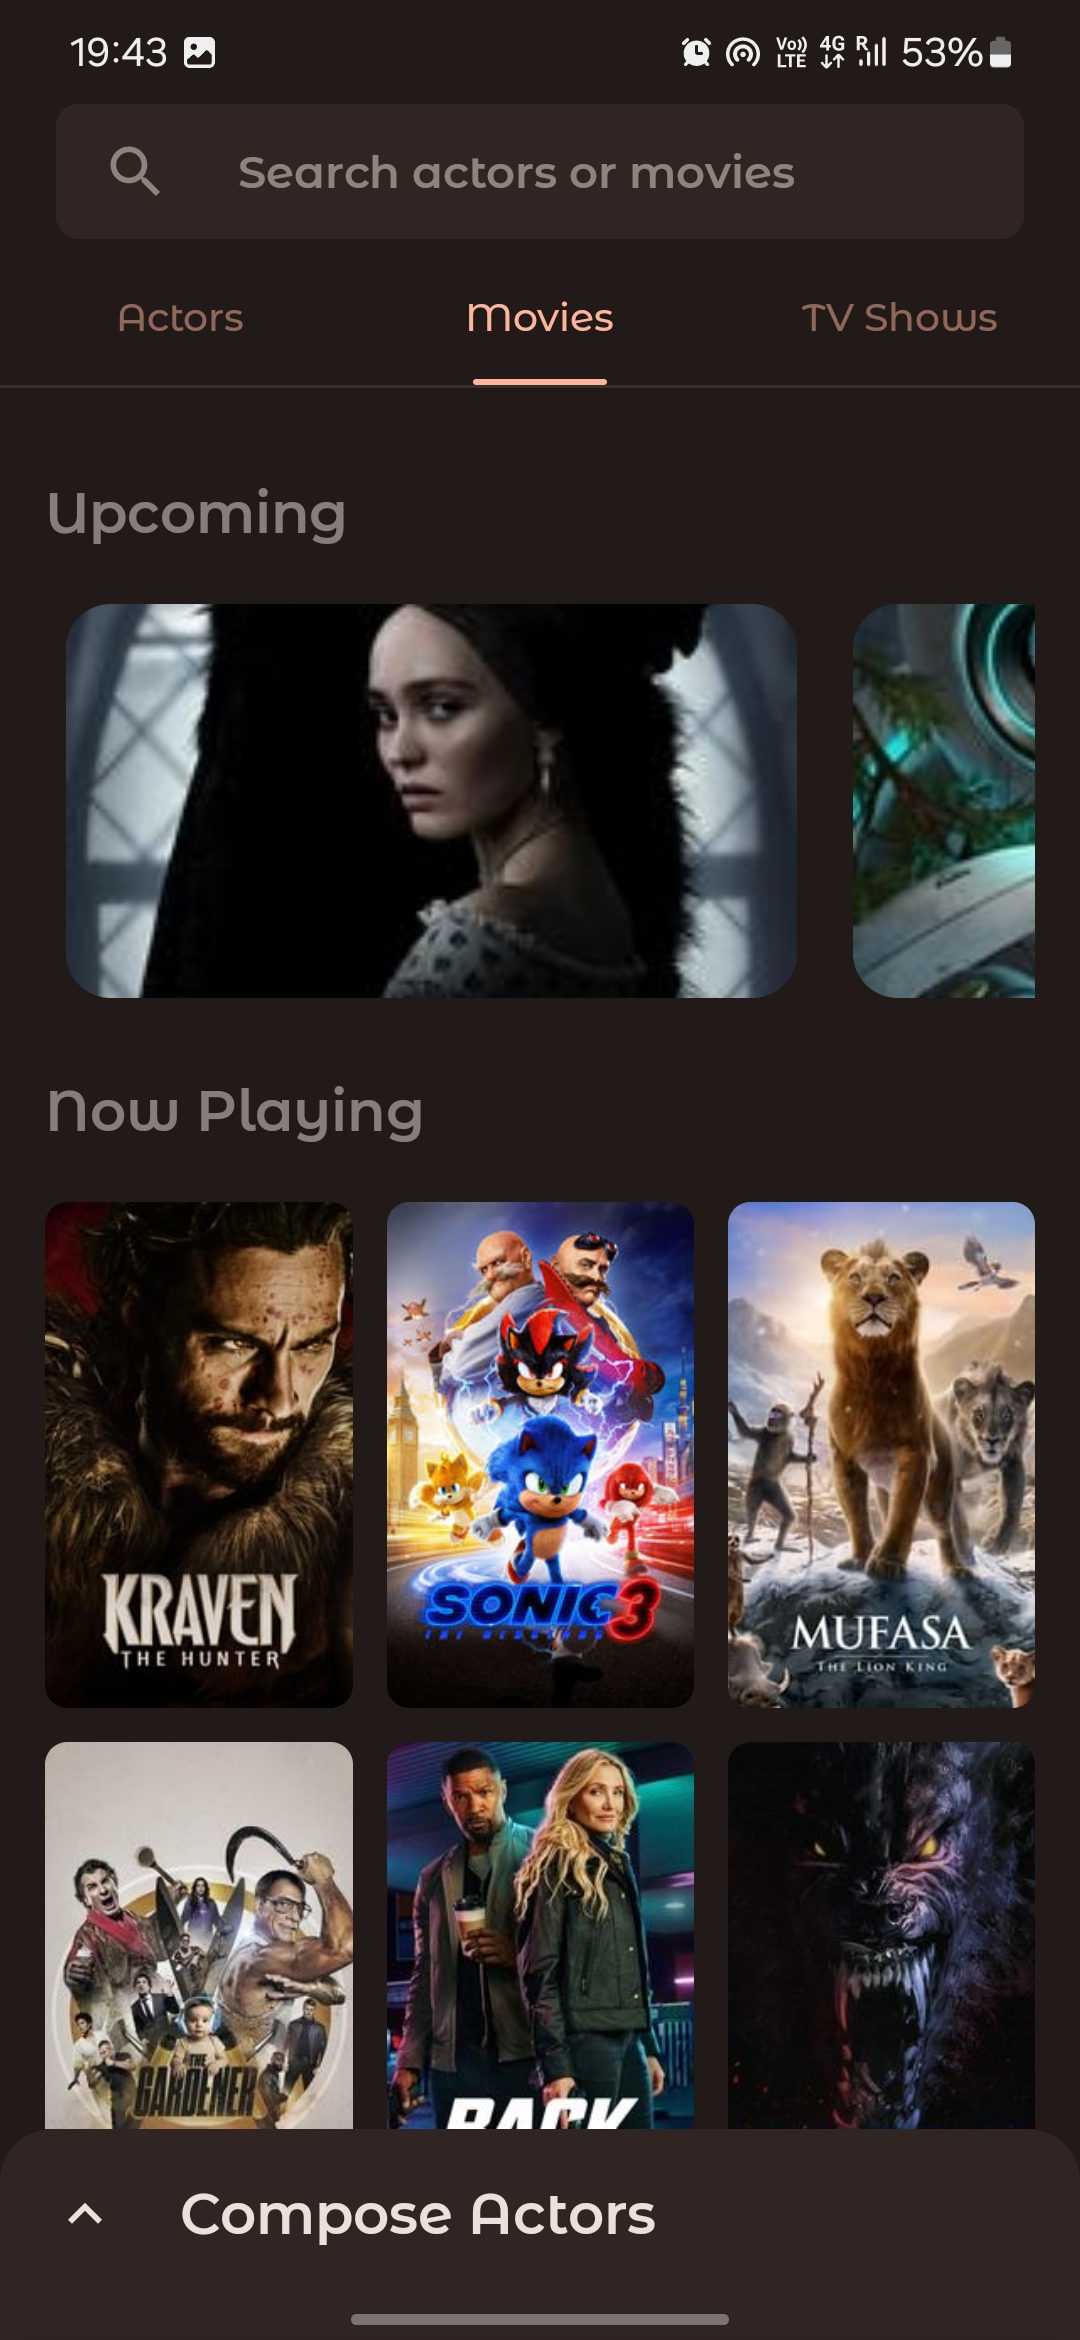 19:43
Vo)) LTE 4G R 53%
Search actors or movies
Actors Movies TV Shows
Upcoming
Now Playing
KRAVEN
THE HUNTER
SONIC 3
THE HEDGEHOG
MUFASA
THE LION KING
THE
GARDENER
BACK
Compose Actors